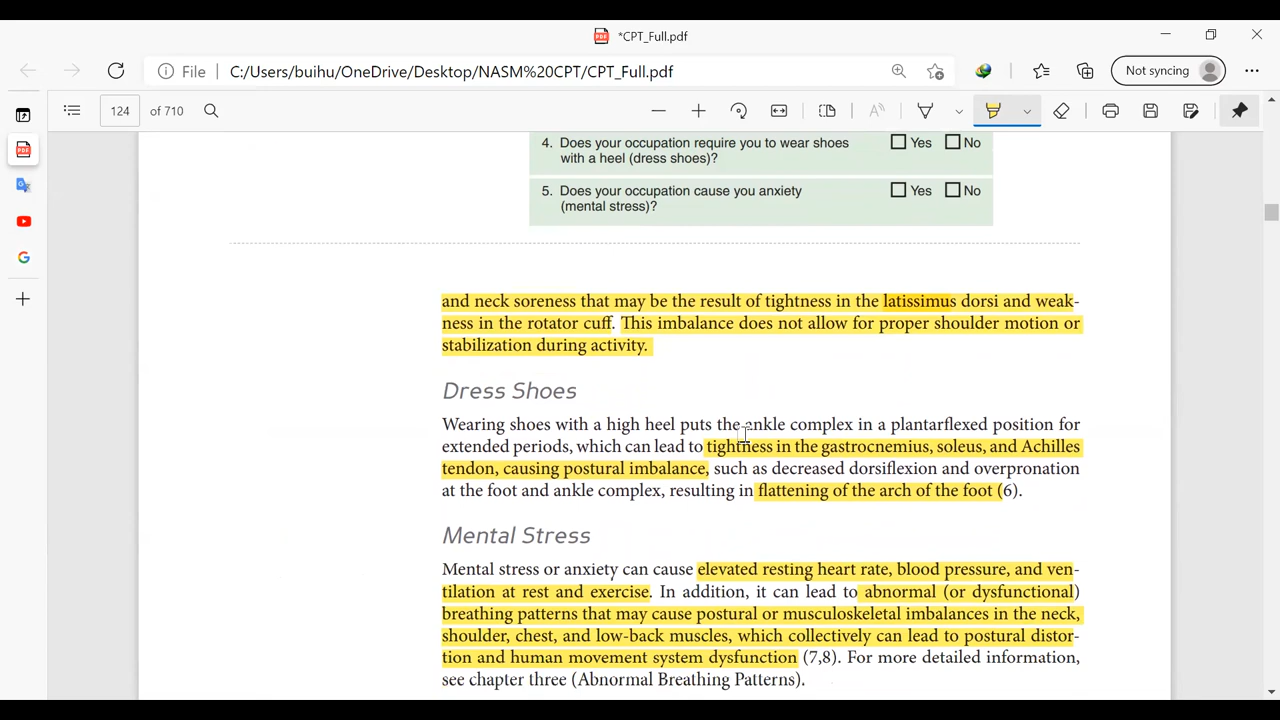 *CPT_Full.pdf
File | C:/Users/buihu/OneDrive/Desktop/NASM%20CPT/CPT_Full.pdf
Not syncing
124 of 710
4. Does your occupation require you to wear shoes Yes No
with a heel (dress shoes)?
5. Does your occupation cause you anxiety Yes No
(mental stress)?
and neck soreness that may be the result of tightness in the latissimus dorsi and weak-
ness in the rotator cuff. This imbalance does not allow for proper shoulder motion or
stabilization during activity.
Dress Shoes
Wearing shoes with a high heel puts the ankle complex in a plantarflexed position for
extended periods, which can lead to tightness in the gastrocnemius, soleus, and Achilles
tendon, causing postural imbalance, such as decreased dorsiflexion and overpronation
at the foot and ankle complex, resulting in flattening of the arch of the foot (6).
Mental Stress
Mental stress or anxiety can cause elevated resting heart rate, blood pressure, and ven-
tilation at rest and exercise. In addition, it can lead to abnormal (or dysfunctional)
breathing patterns that may cause postural or musculoskeletal imbalances in the neck,
shoulder, chest, and low-back muscles, which collectively can lead to postural distor-
tion and human movement system dysfunction (7,8). For more detailed information,
see chapter three (Abnormal Breathing Patterns).